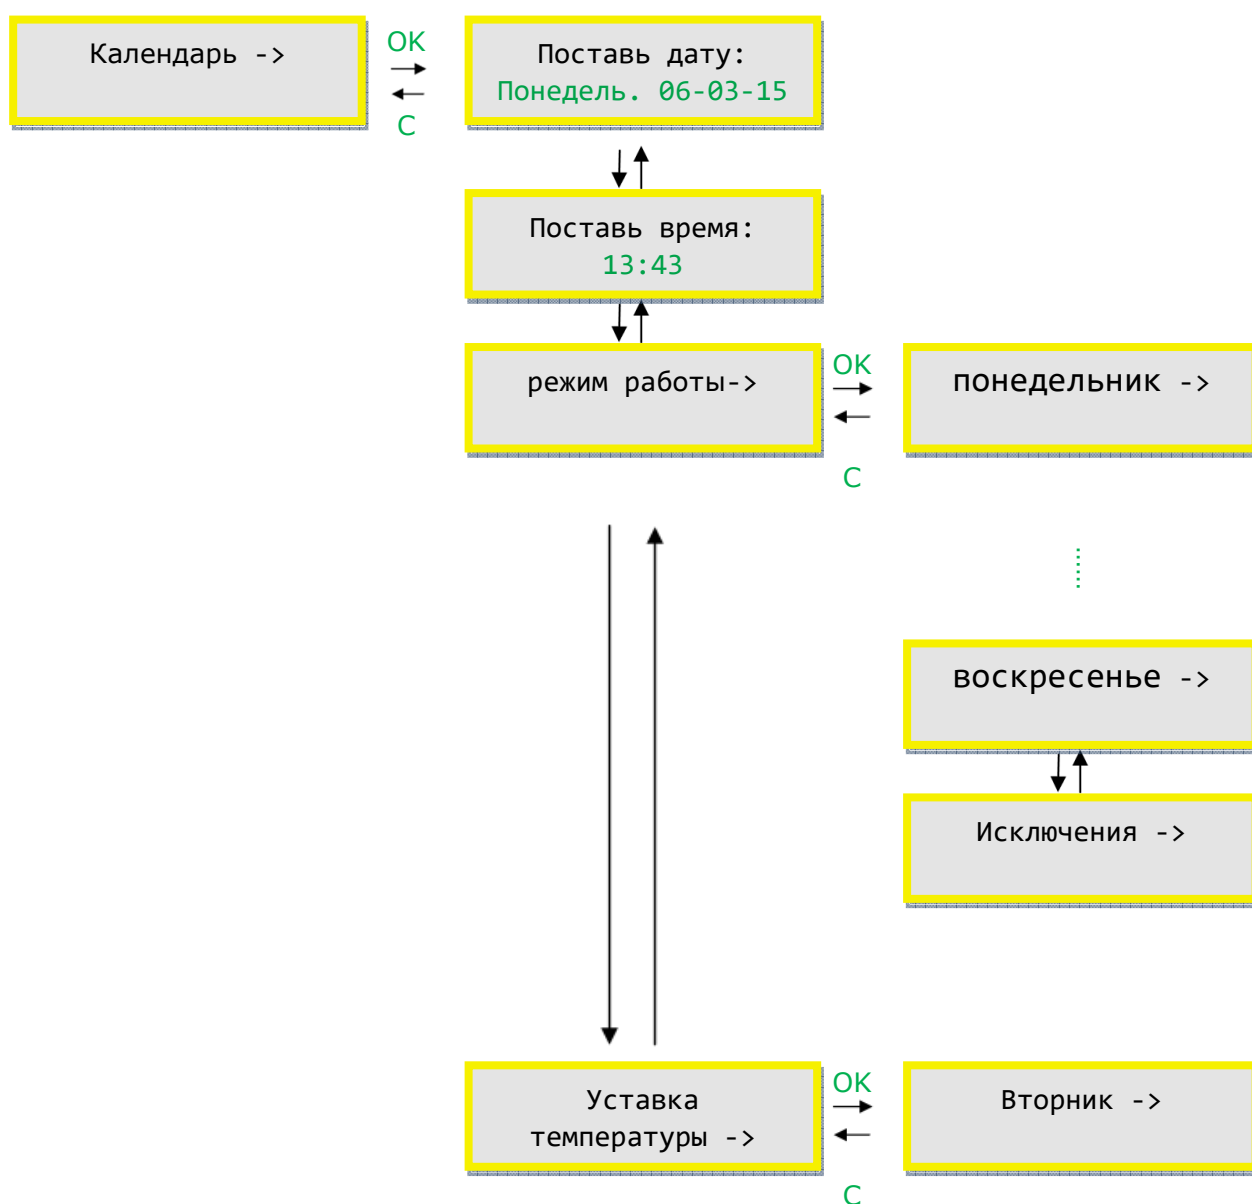 Календарь ->
OK
C
Поставь дату:
Понедель. 06-03-15
Поставь время:
13:43
режим работы->
OK
C
понедельник ->
воскресенье ->
Исключения ->
Уставка
температуры ->
OK
C
Вторник ->